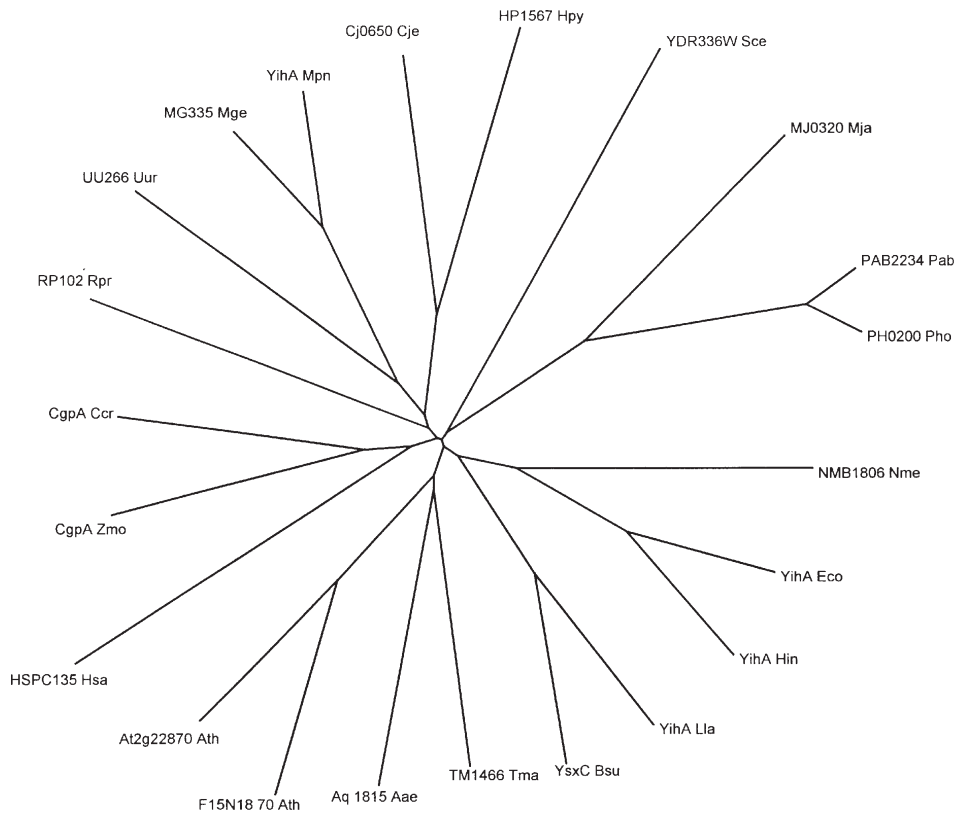 HP1567 Hpy
Cj0650 Cje
YDR336W Sce
YihA Mpn
MG335 Mge
MJ0320 Mja
UU266 Uur
PAB2234 Pab
RP102 Rpr
PH0200 Pho
CgpA Ccr
NMB1806 Nme
CgpA Zmo
YihA Eco
YihA Hin
HSPC135 Hsa
YihA Lla
At2g22870 Ath
YsxC Bsu
TM1466 Tma
Aq 1815 Aae
F15N18 70 Ath